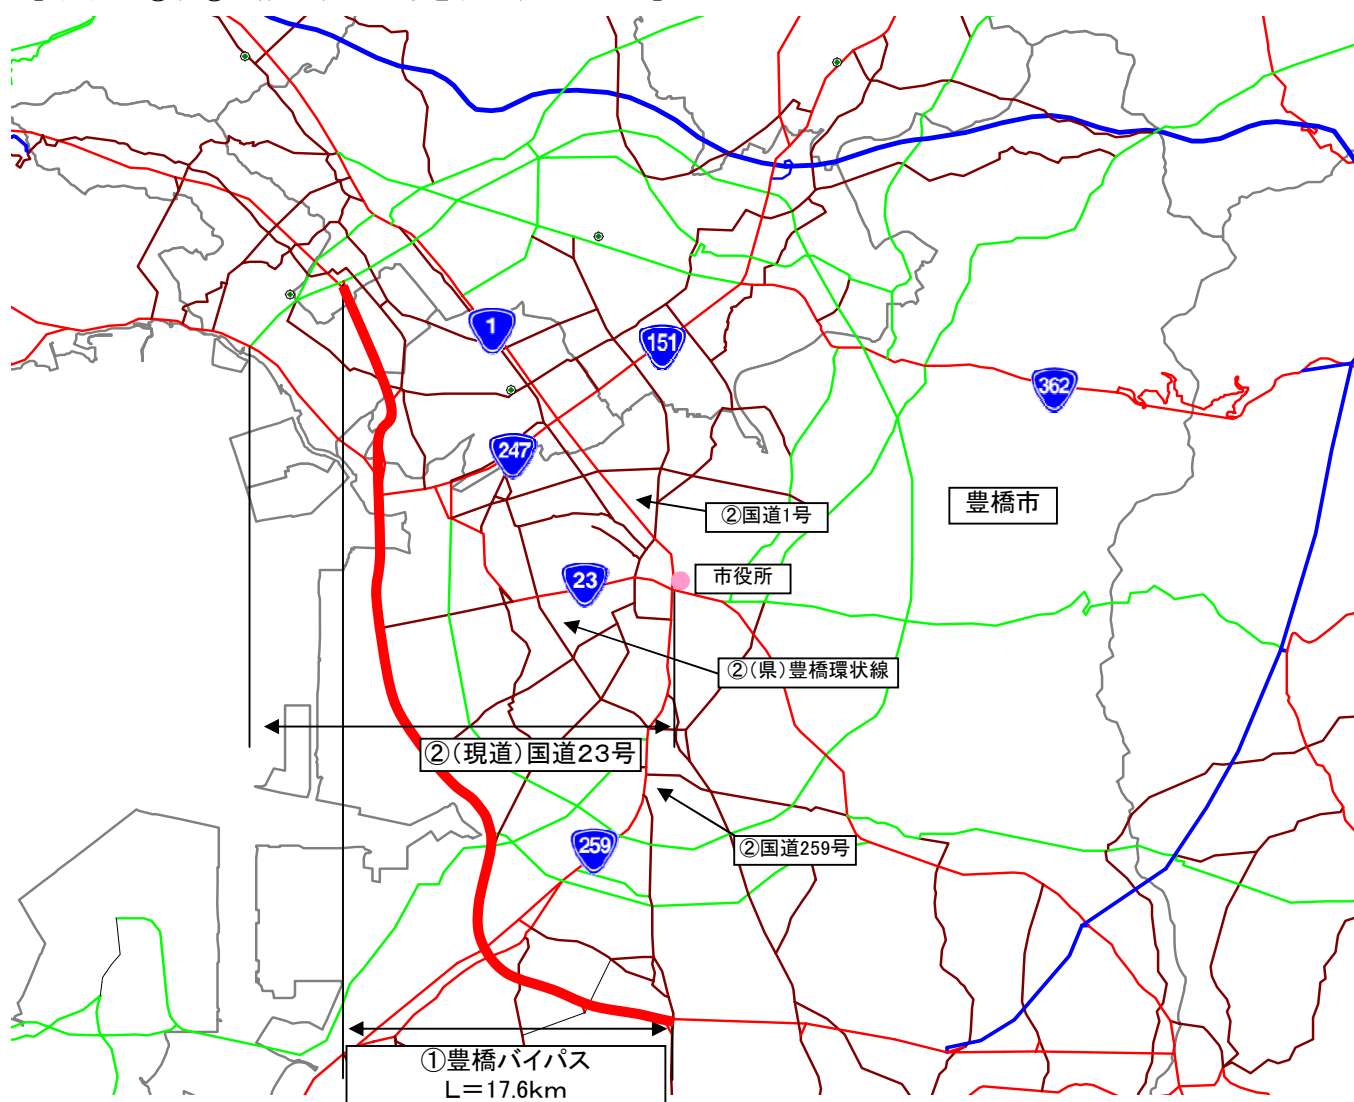 1
151
362
247
②国道1号
豊橋市
23
市役所
②(県)豊橋環状線
②(現道)国道23号
259
②国道259号
①豊橋バイパス
L=17.6km